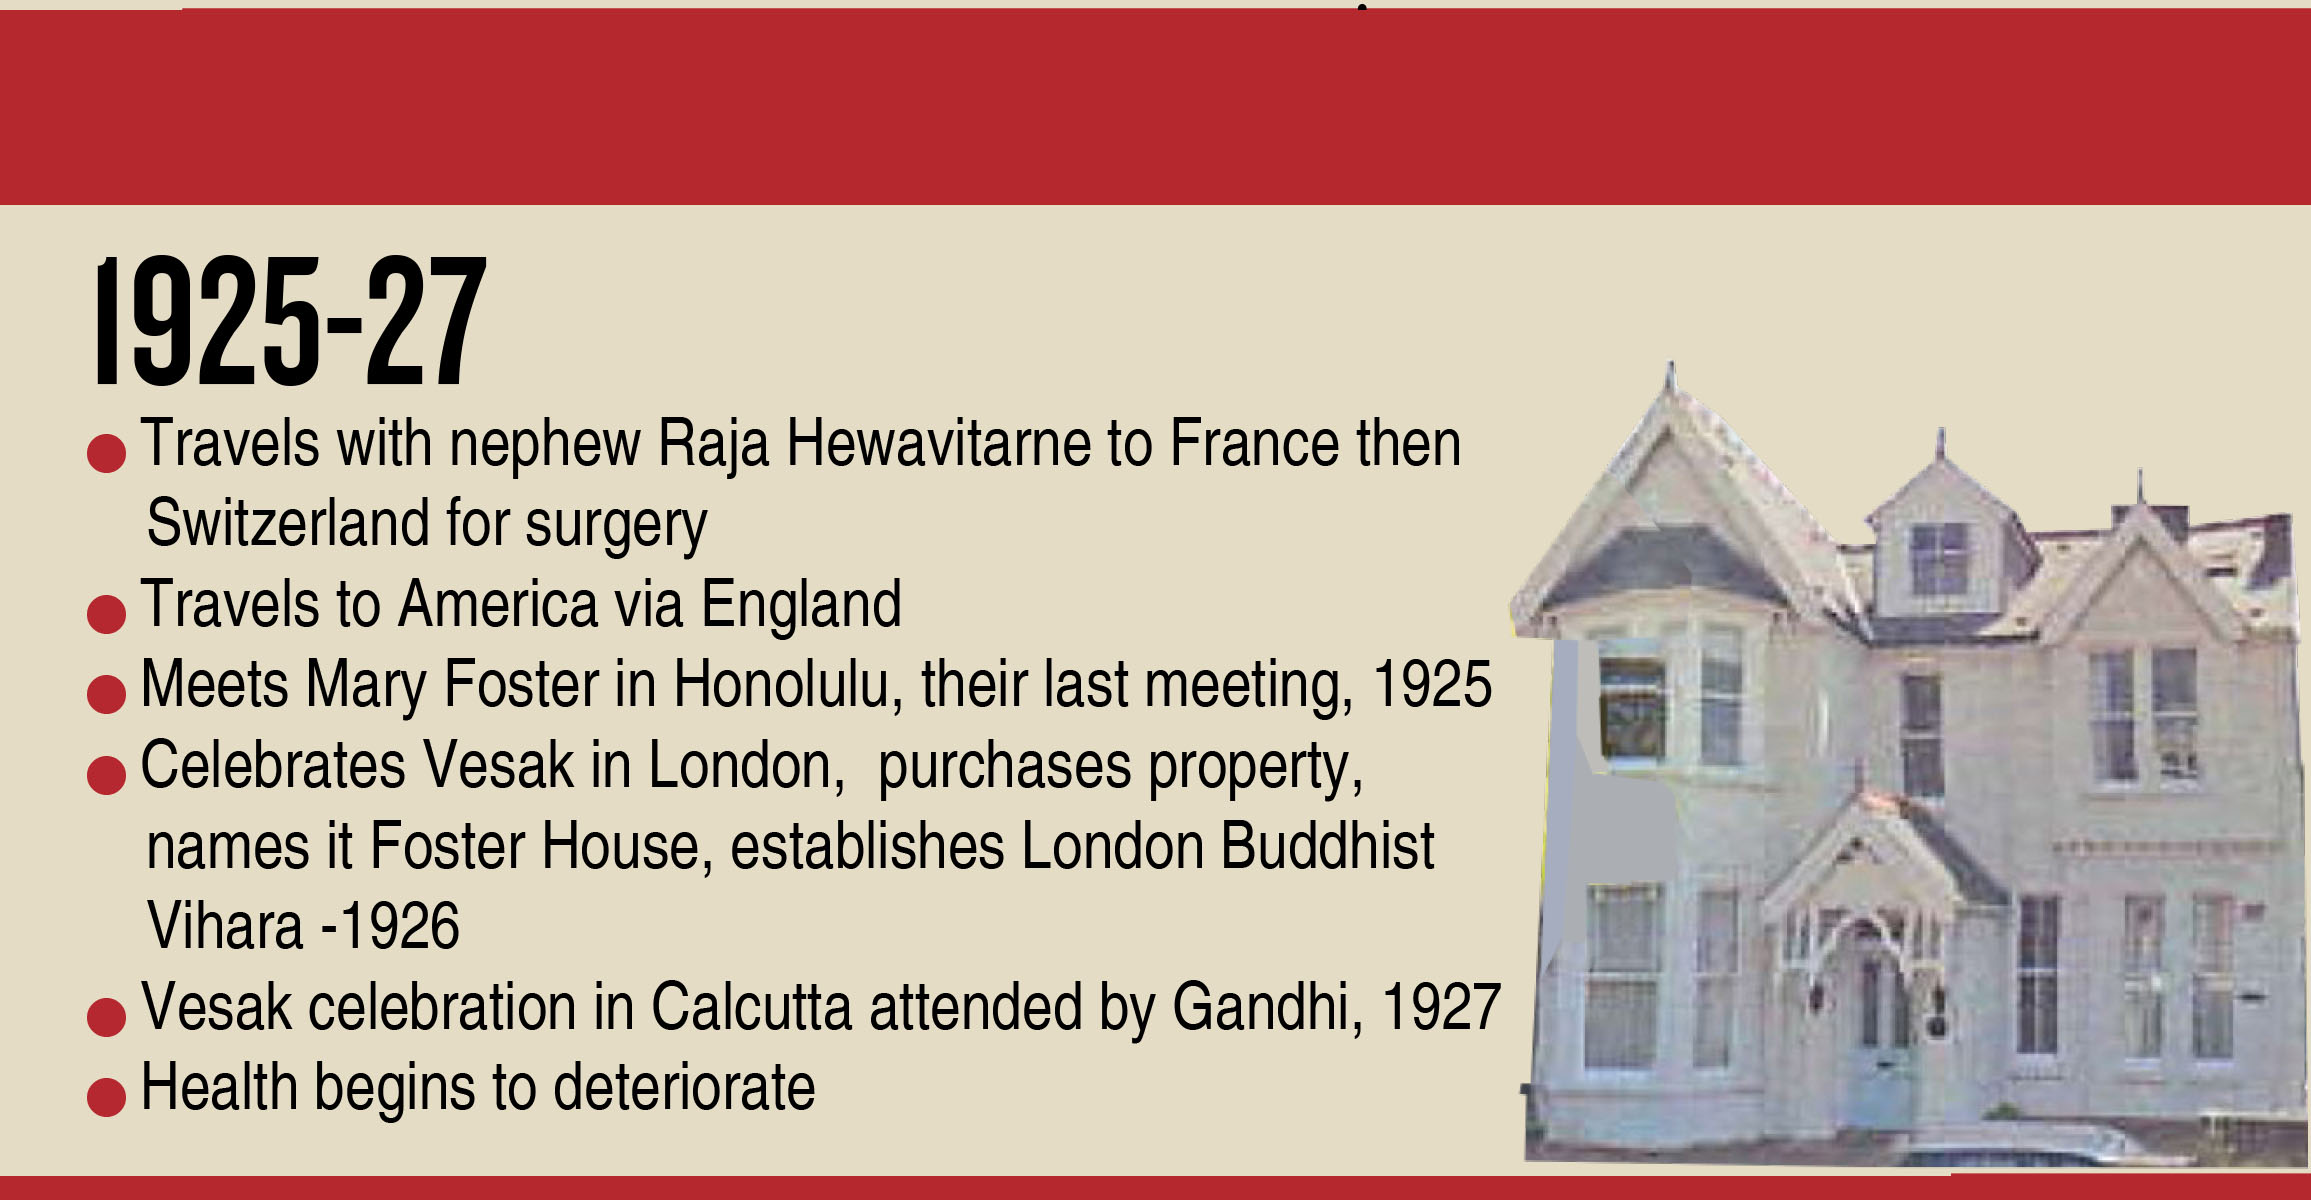 1925-27
Travels with nephew Raja Hewavitarne to France then
Switzerland for surgery
Travels to America via England
Meets Mary Foster in Honolulu, their last meeting, 1925
Celebrates Vesak in London,  purchases property,
names it Foster House, establishes London Buddhist
Vihara -1926
Vesak celebration in Calcutta attended by Gandhi, 1927
Health begins to deteriorate